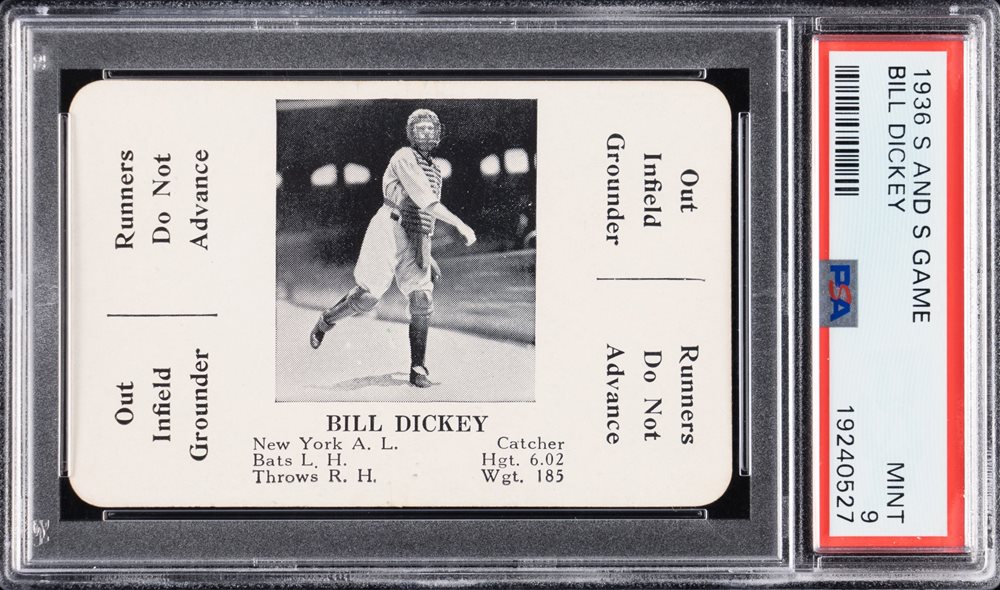 Out
Infield
Grounder
Runners
Do Not
Advance
BILL DICKEY
New York A. L. Catcher
Bats L. H. Hgt. 6.02
Throws R. H. Wgt. 185
Out
Infield
Grounder
Runners
Do Not
Advance
1936 S AND S GAME
BILL DICKEY
MINT
9
PSA
19240527